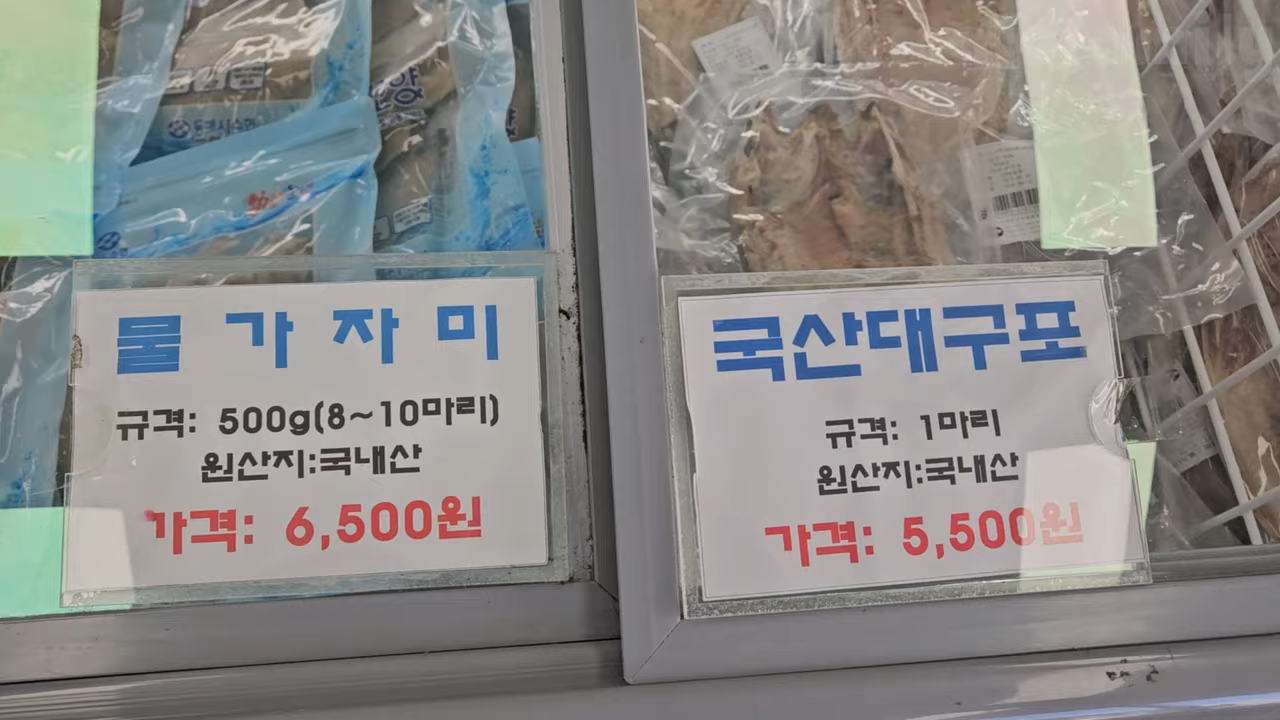 물가자미
규격: 500g(8~10마리)
원산지:국내산
가격: 6,500원
국산대구포
규격: 1마리
원산지:국내산
가격: 5,500원